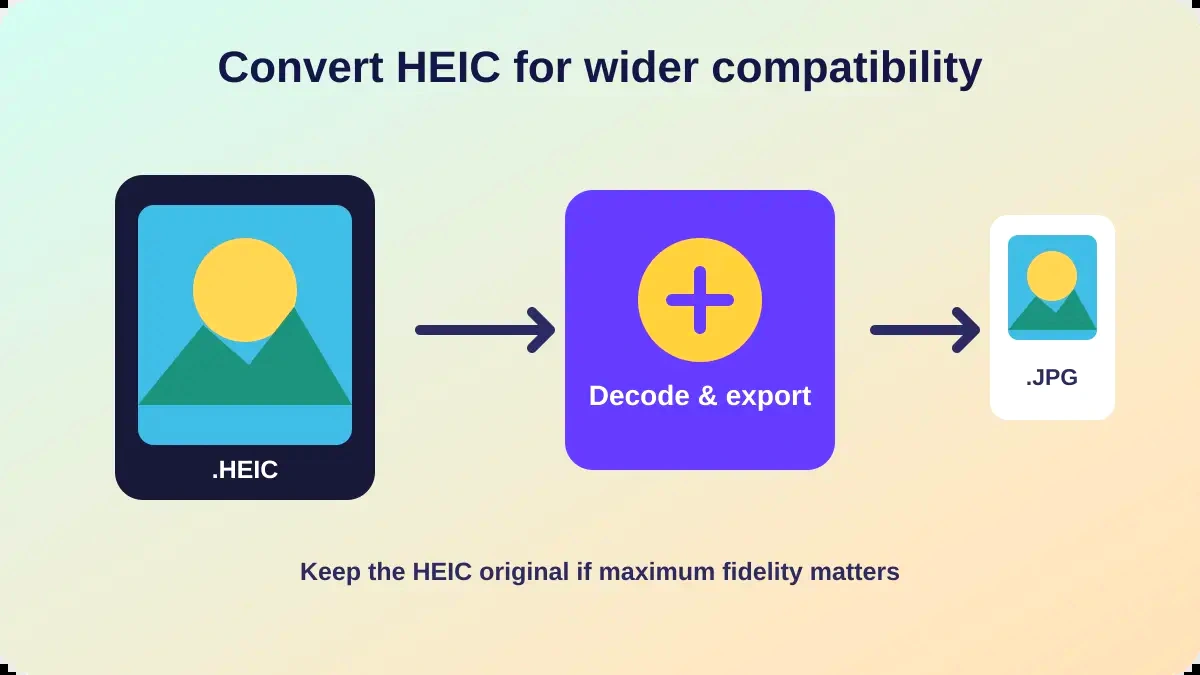 Convert HEIC for wider compatibility
.HEIC
Decode & export
.JPG
Keep the HEIC original if maximum fidelity matters